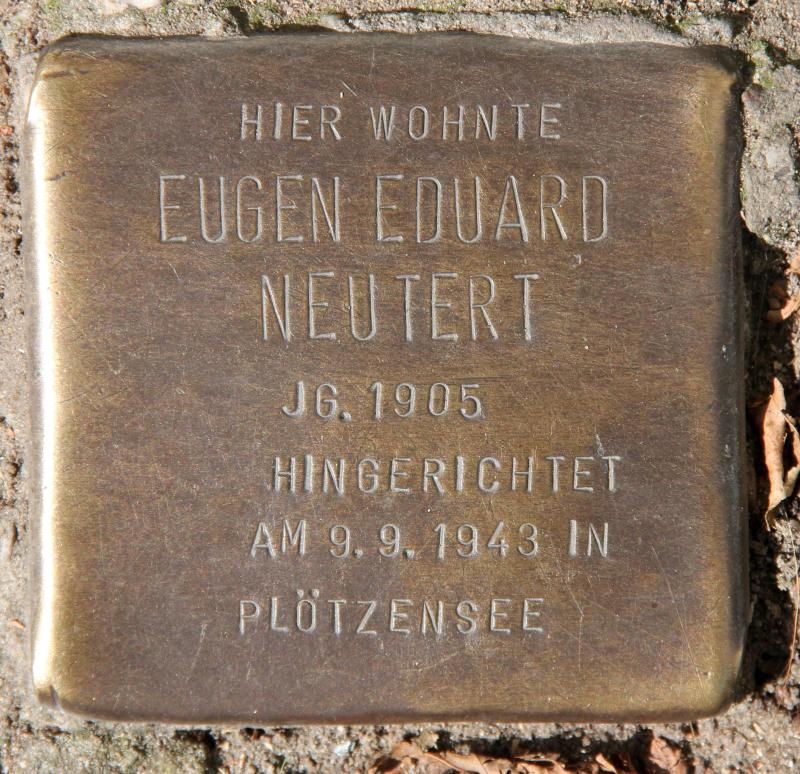 HIER WOHNTE
EUGEN EDUARD
NEUTERT
JG. 1905
HINGERICHTET
AM 9. 9. 1943 IN
PLÖTZENSEE